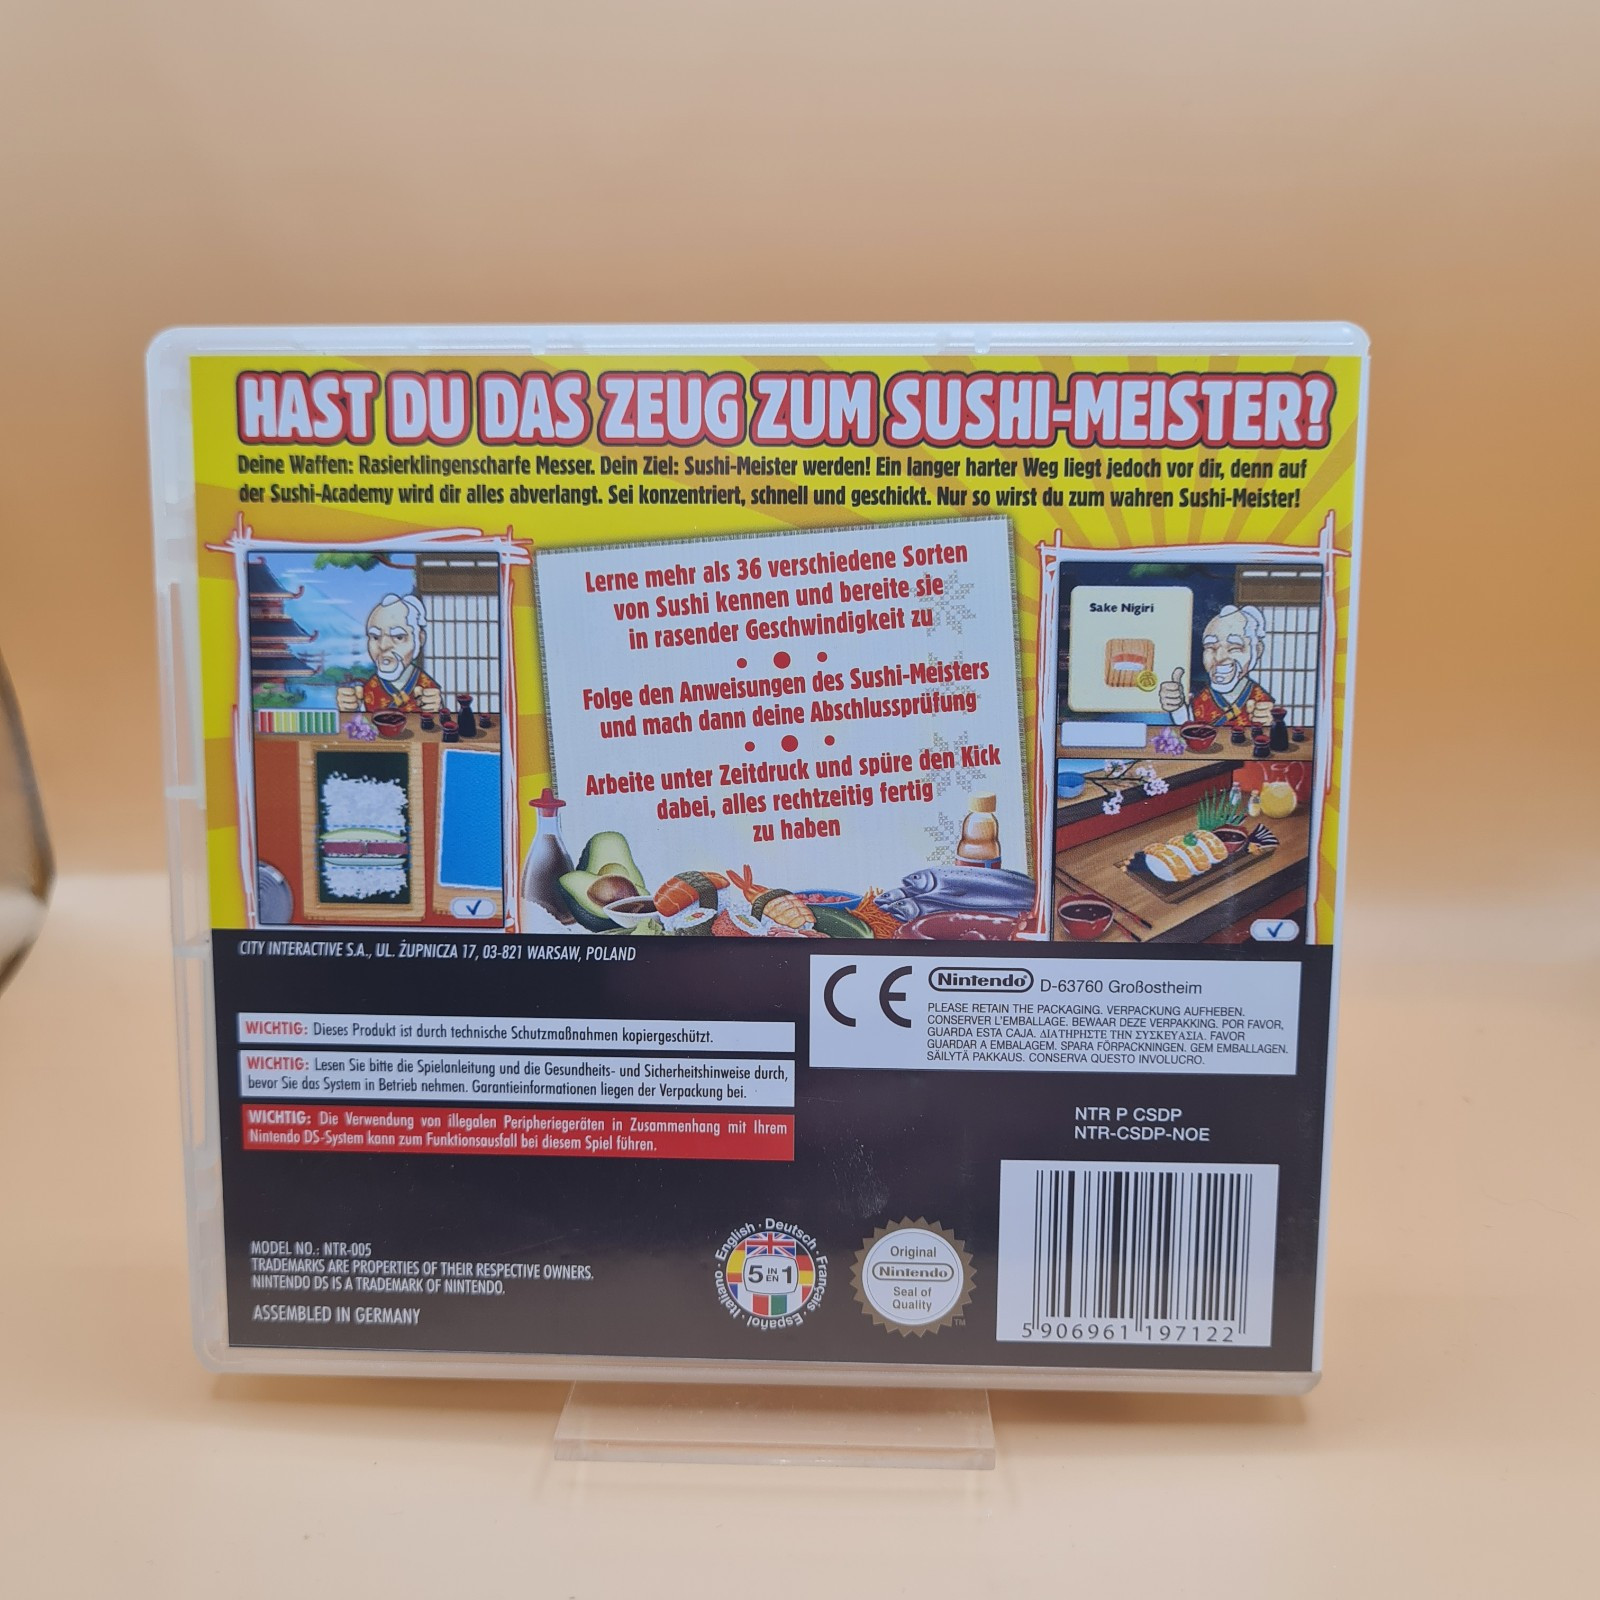 HAST DU DAS ZEUG ZUM SUSHI-MEISTER?
Deine Waffen: Rasierklingenscharfe Messer. Dein Ziel: Sushi-Meister werden! Ein langer harter Weg liegt jedoch vor dir, denn auf
der Sushi-Academy wird dir alles abverlangt. Sei konzentriert, schnell und geschickt. Nur so wirst du zum wahren Sushi-Meister!
Lerne mehr als 36 verschiedene Sorten
von Sushi kennen und bereite sie
in rasender Geschwindigkeit zu
Folge den Anweisungen des Sushi-Meisters
und mach dann deine Abschlussprüfung
Arbeite unter Zeitdruck und spüre den Kick
dabei, alles rechtzeitig fertig
zu haben
Sake Nigiri
CITY INTERACTIVE S.A., UL. ŻUPNICZA 17, 03-821 WARSAW, POLAND
WICHTIG: Dieses Produkt ist durch technische Schutzmaßnahmen kopiergeschützt.
WICHTIG: Lesen Sie bitte die Spielanleitung und die Gesundheits- und Sicherheitshinweise durch,
bevor Sie das System in Betrieb nehmen. Garantieinformationen liegen der Verpackung bei.
WICHTIG: Die Verwendung von illegalen Peripheriegeräten in Zusammenhang mit Ihrem
Nintendo DS-System kann zum Funktionsausfall bei diesem Spiel führen.
CE Nintendo D-63760 Großostheim
PLEASE RETAIN THE PACKAGING. VERPACKUNG AUFHEBEN.
CONSERVER L'EMBALLAGE. BEWAAR DEZE VERPAKKING. POR FAVOR,
GUARDA ESTA CAJA. ΔΙΑΤΗΡΗΣΤΕ ΤΗΝ ΣΥΣΚΕΥΑΣΙΑ. FAVOR
GUARDAR A EMBALAGEM. SPARA FÖRPACKNINGEN. GEM EMBALLAGEN.
SÄILYTÄ PAKKAUS. CONSERVA QUESTO INVOLUCRO.
NTR P CSDP
NTR-CSDP-NOE
MODEL NO.: NTR-005
TRADEMARKS ARE PROPERTIES OF THEIR RESPECTIVE OWNERS.
NINTENDO DS IS A TRADEMARK OF NINTENDO.
ASSEMBLED IN GERMANY
English · Deutsch · Français · Español · Italiano ·
5 IN EN 1
Original
Nintendo
Seal of
Quality
TM
5 906961 197122